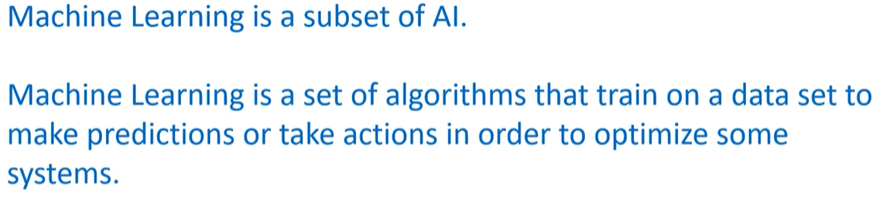 Machine Learning is a subset of AI.
Machine Learning is a set of algorithms that train on a data set to
make predictions or take actions in order to optimize some
systems.